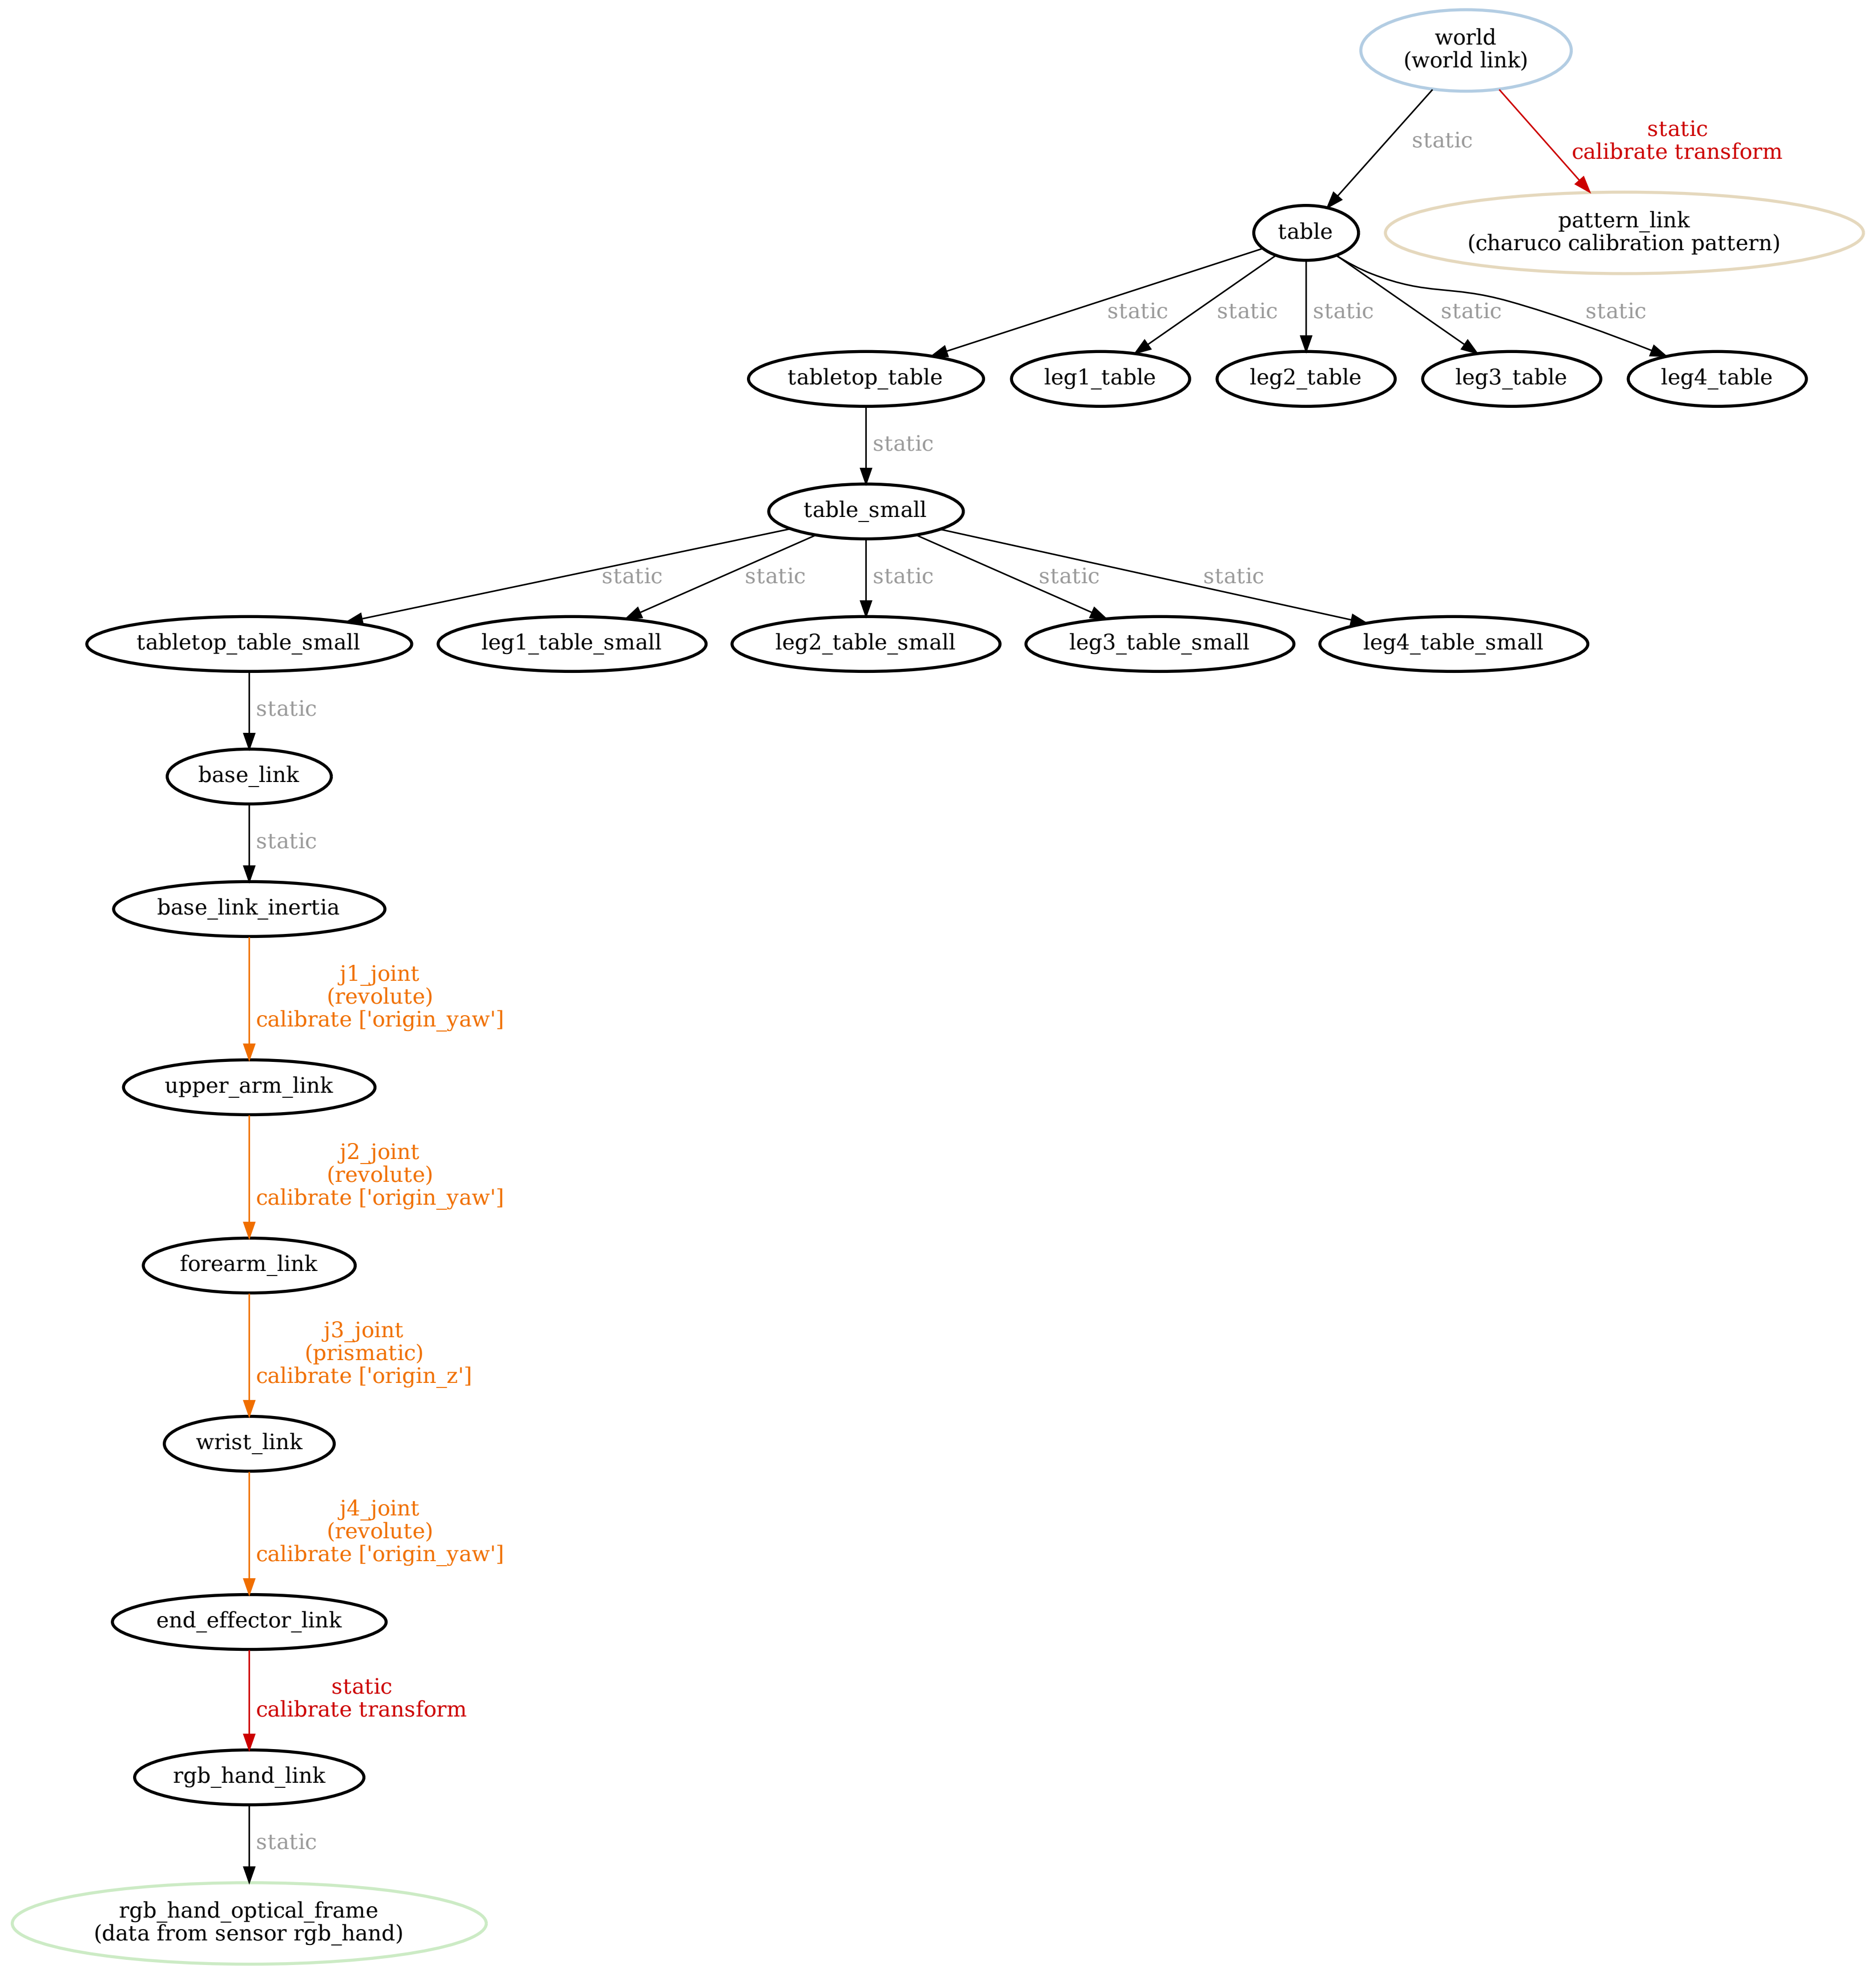 world
(world link)
static
static
calibrate transform
table
pattern_link
(charuco calibration pattern)
static
static
static
static
static
tabletop_table
leg1_table
leg2_table
leg3_table
leg4_table
static
table_small
static
static
static
static
static
tabletop_table_small
leg1_table_small
leg2_table_small
leg3_table_small
leg4_table_small
static
base_link
static
base_link_inertia
j1_joint
(revolute)
calibrate ['origin_yaw']
upper_arm_link
j2_joint
(revolute)
calibrate ['origin_yaw']
forearm_link
j3_joint
(prismatic)
calibrate ['origin_z']
wrist_link
j4_joint
(revolute)
calibrate ['origin_yaw']
end_effector_link
static
calibrate transform
rgb_hand_link
static
rgb_hand_optical_frame
(data from sensor rgb_hand)